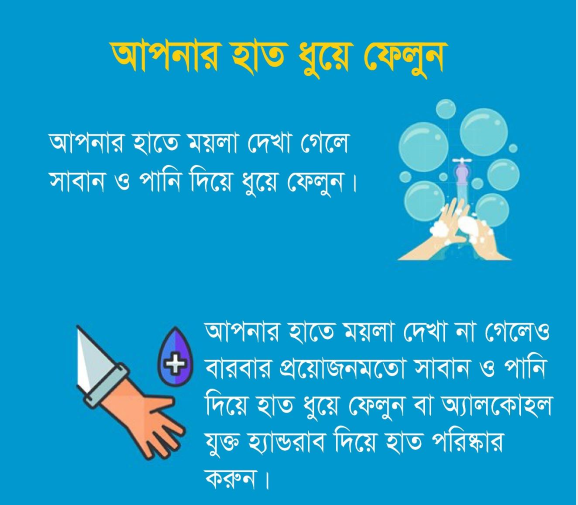 আপনার হাত ধুয়ে ফেলুন
আপনার হাতে ময়লা দেখা গেলে
সাবান ও পানি দিয়ে ধুয়ে ফেলুন।
আপনার হাতে ময়লা দেখা না গেলেও
বারবার প্রয়োজনমতো সাবান ও পানি
দিয়ে হাত ধুয়ে ফেলুন বা অ্যালকোহল
যুক্ত হ্যান্ডরাব দিয়ে হাত পরিষ্কার
করুন।